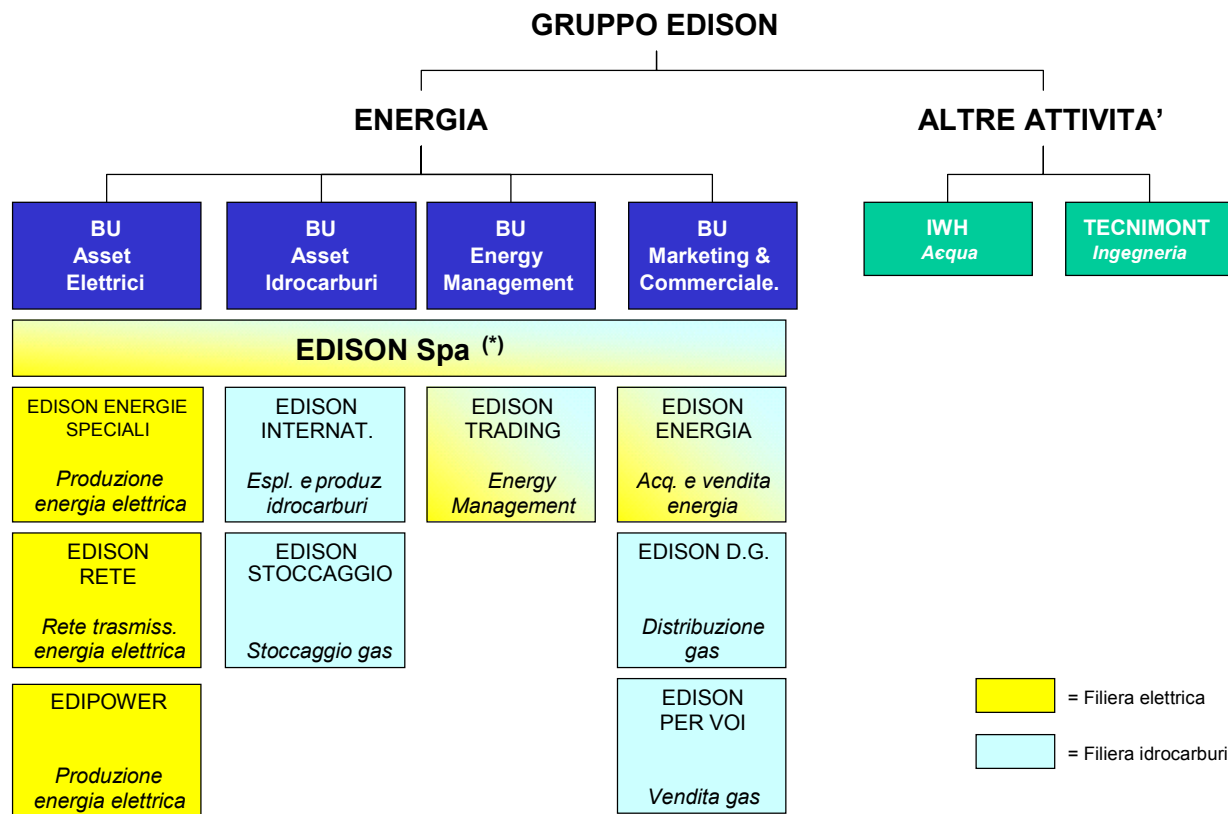 GRUPPO EDISON
ENERGIA
ALTRE ATTIVITA'
BU
Asset
Elettrici
BU
Asset
Idrocarburi
BU
Energy
Management
BU
Marketing &
Commerciale.
IWH
Acqua
TECNIMONT
Ingegneria
EDISON Spa (*)
EDISON ENERGIE
SPECIALI
Produzione
energia elettrica
EDISON
INTERNAT.
Espl. e produz
idrocarburi
EDISON
TRADING
Energy
Management
EDISON
ENERGIA
Acq. e vendita
energia
EDISON
RETE
Rete trasmiss.
energia elettrica
EDISON
STOCCAGGIO
Stoccaggio gas
EDISON D.G.
Distribuzione
gas
EDIPOWER
Produzione
energia elettrica
EDISON
PER VOI
Vendita gas
= Filiera elettrica
= Filiera idrocarburi